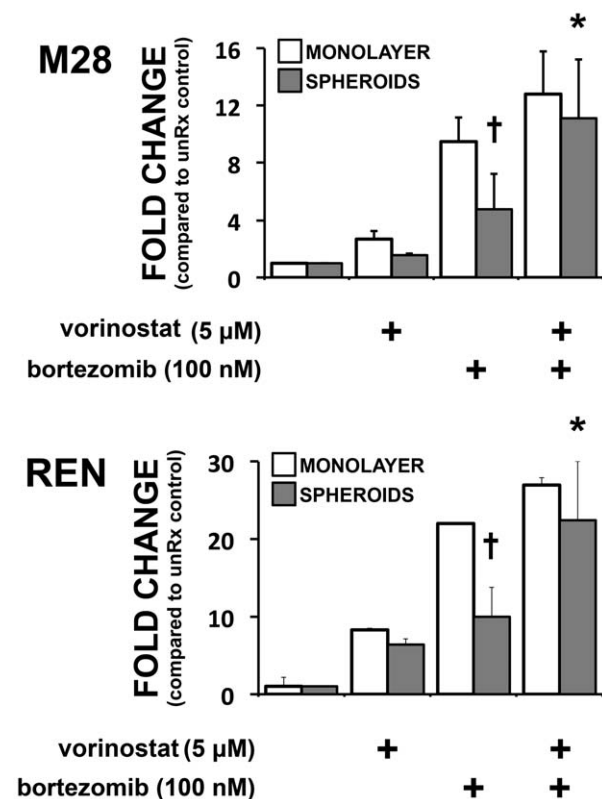 M28
FOLD CHANGE
(compared to unRx control)
16
12
8
4
0
MONOLAYER
SPHEROIDS
†
*
vorinostat (5 µM) + +
bortezomib (100 nM) + +
REN
FOLD CHANGE
(compared to unRx control)
30
20
10
0
MONOLAYER
SPHEROIDS
†
*
vorinostat (5 µM) + +
bortezomib (100 nM) + +